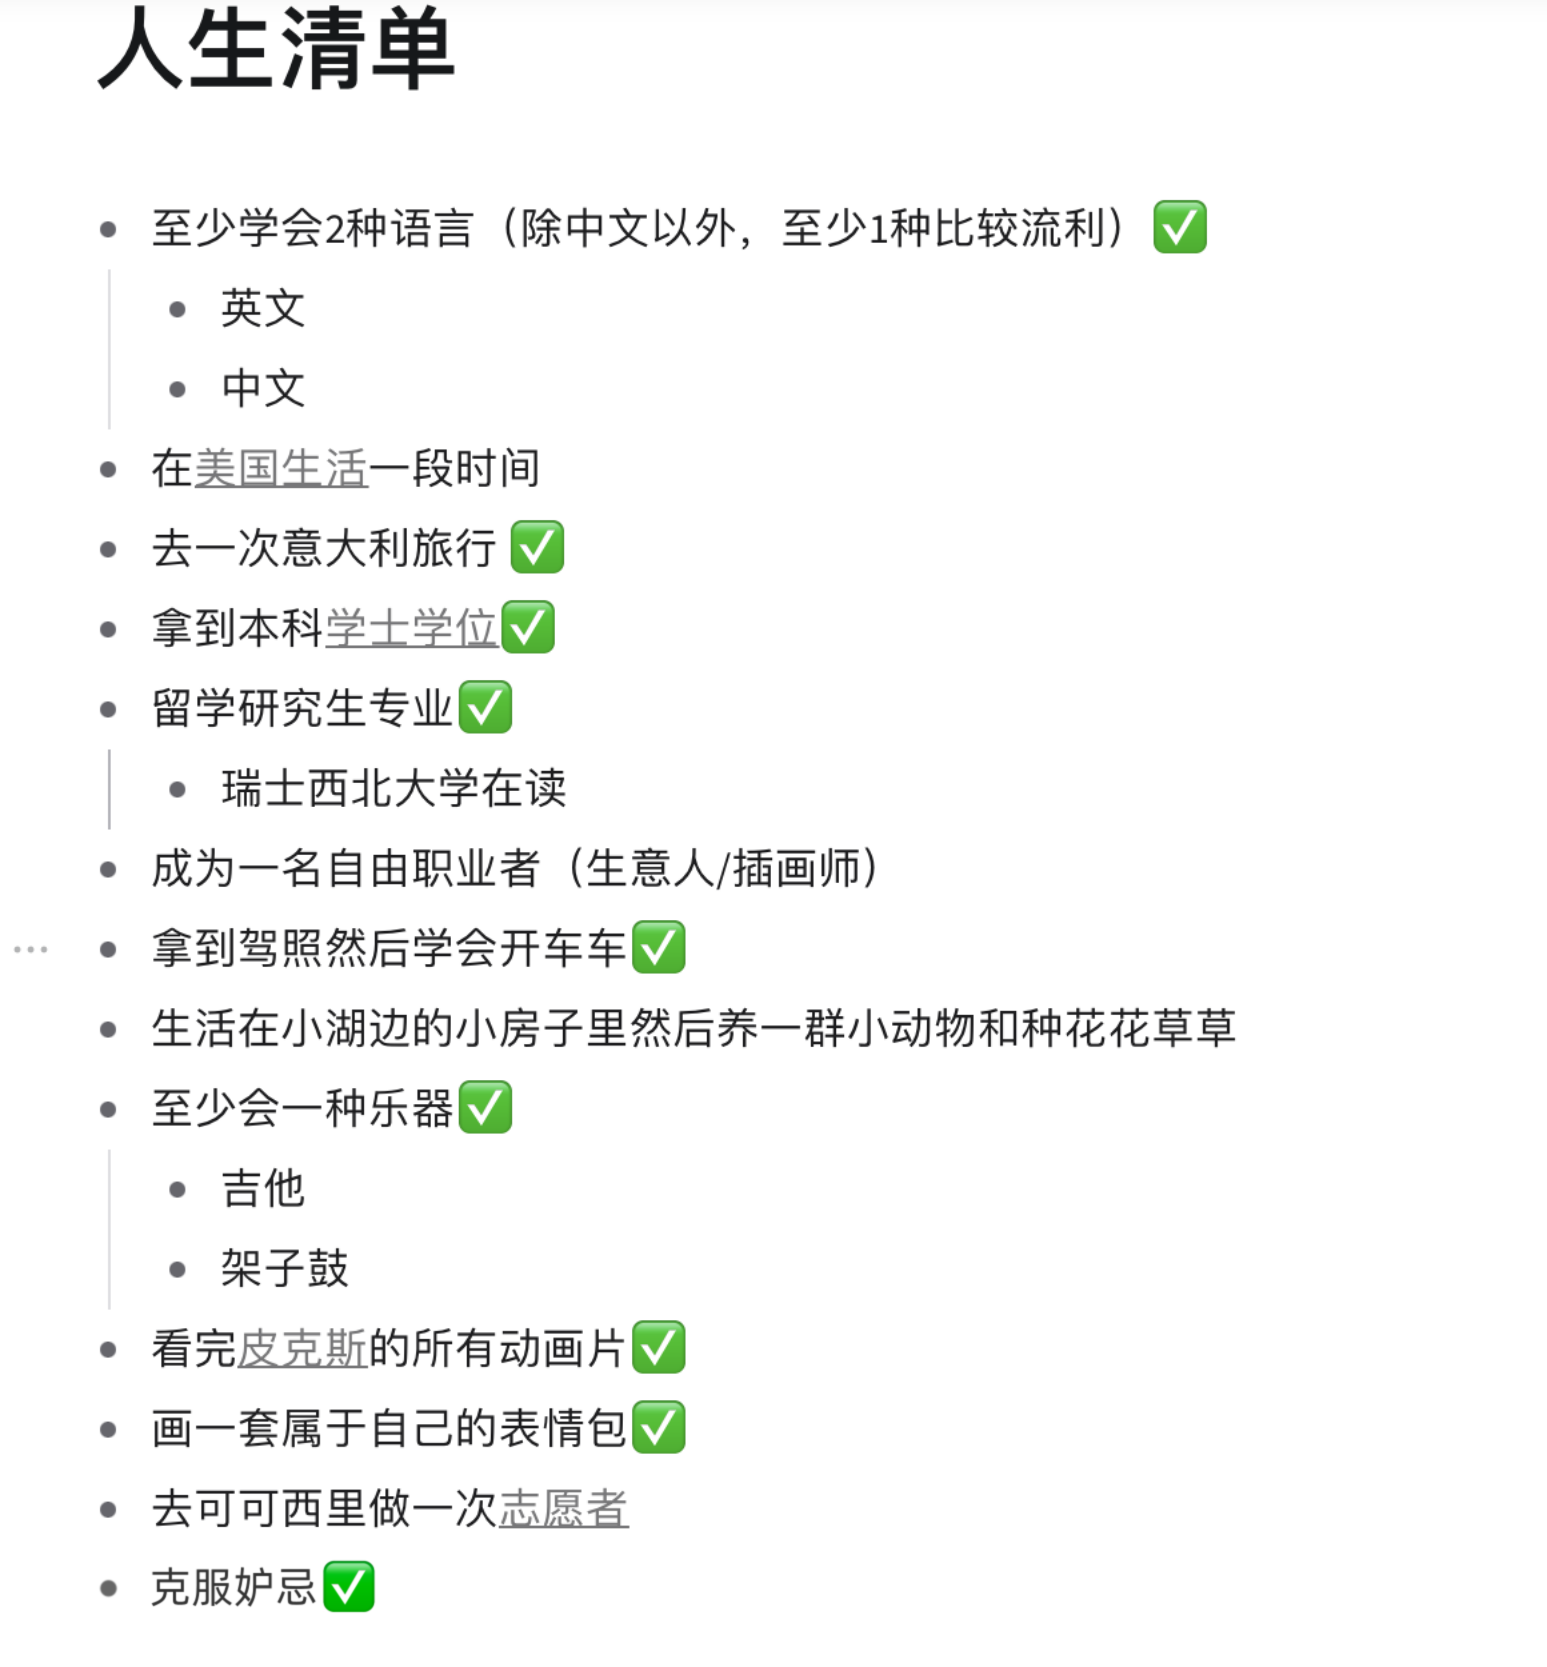 人生清单
至少学会2种语言（除中文以外，至少1种比较流利）✅
英文
中文
在美国生活一段时间
去一次意大利旅行 ✅
拿到本科学士学位✅
留学研究生专业✅
瑞士西北大学在读
成为一名自由职业者（生意人/插画师）
拿到驾照然后学会开车车✅
生活在小湖边的小房子里然后养一群小动物和种花花草草
至少会一种乐器✅
吉他
架子鼓
看完皮克斯的所有动画片✅
画一套属于自己的表情包✅
去可可西里做一次志愿者
克服妒忌✅